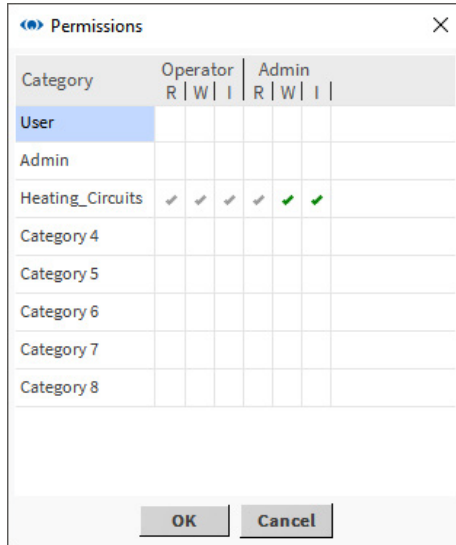 Permissions
Category Operator Admin
R W I R W I
User
Admin
Heating_Circuits
Category 4
Category 5
Category 6
Category 7
Category 8
OK Cancel